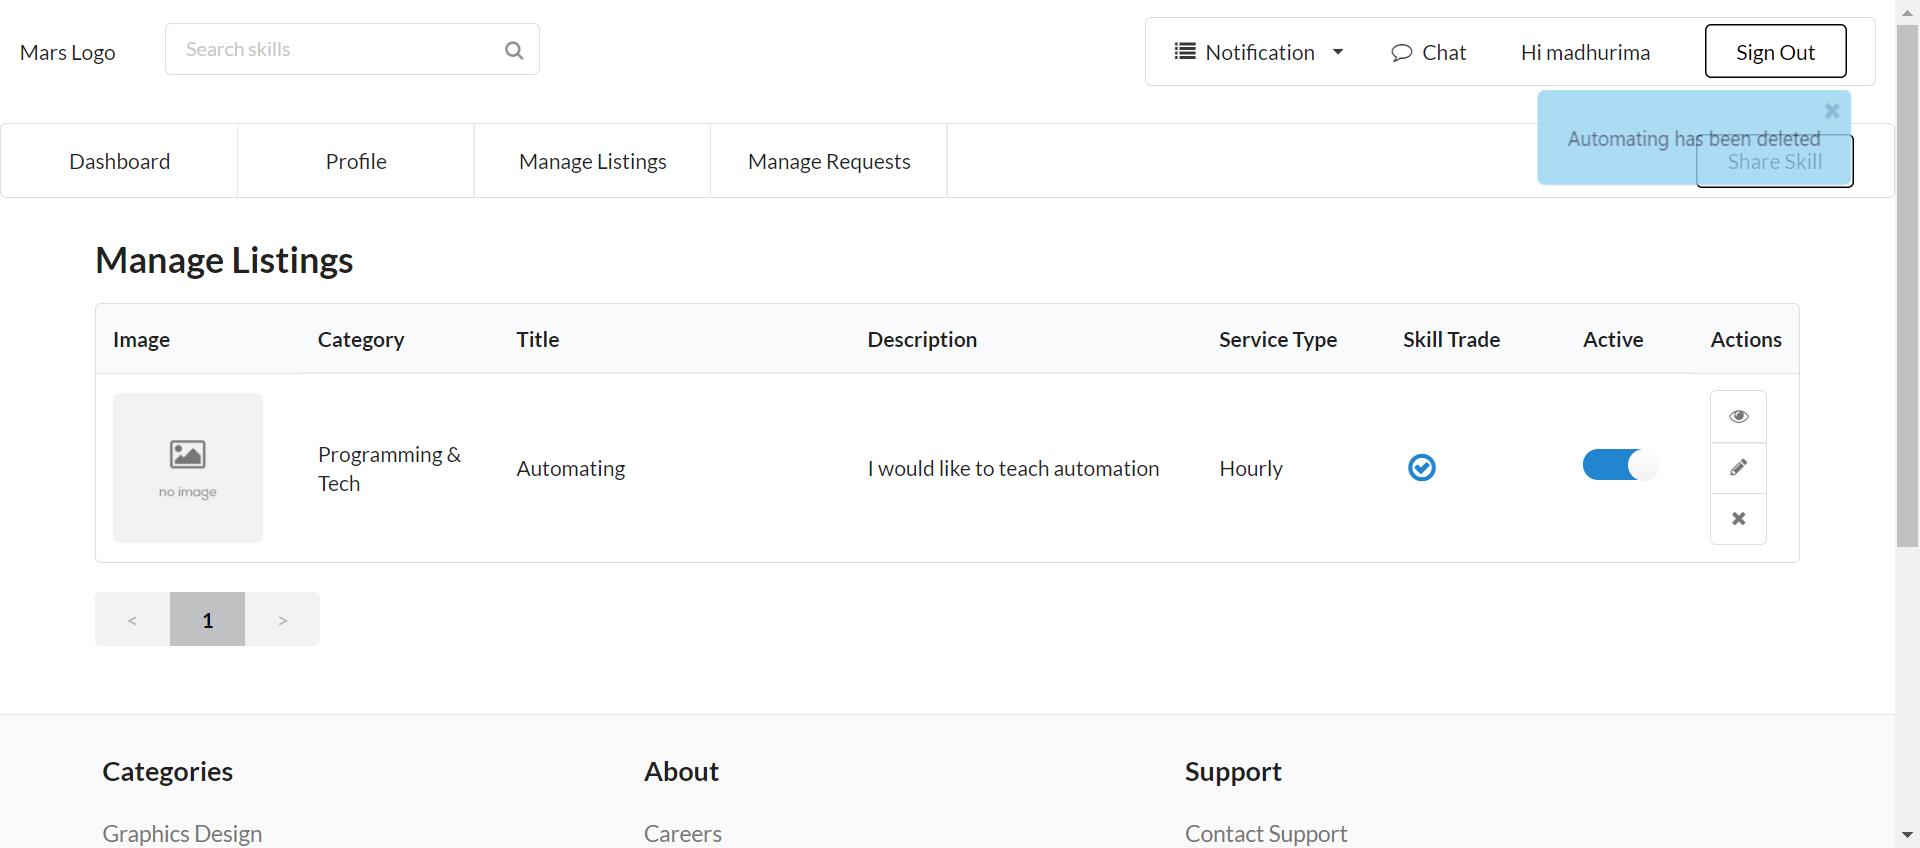 Mars Logo
Search skills
Notification
Chat
Hi madhurima
Sign Out
Automating has been deleted
Dashboard
Profile
Manage Listings
Manage Requests
Share Skill
Manage Listings
Image Category Title Description Service Type Skill Trade Active Actions
no image
Programming &
Tech
Automating
I would like to teach automation
Hourly
< 1 >
Categories
About
Support
Graphics Design
Careers
Contact Support